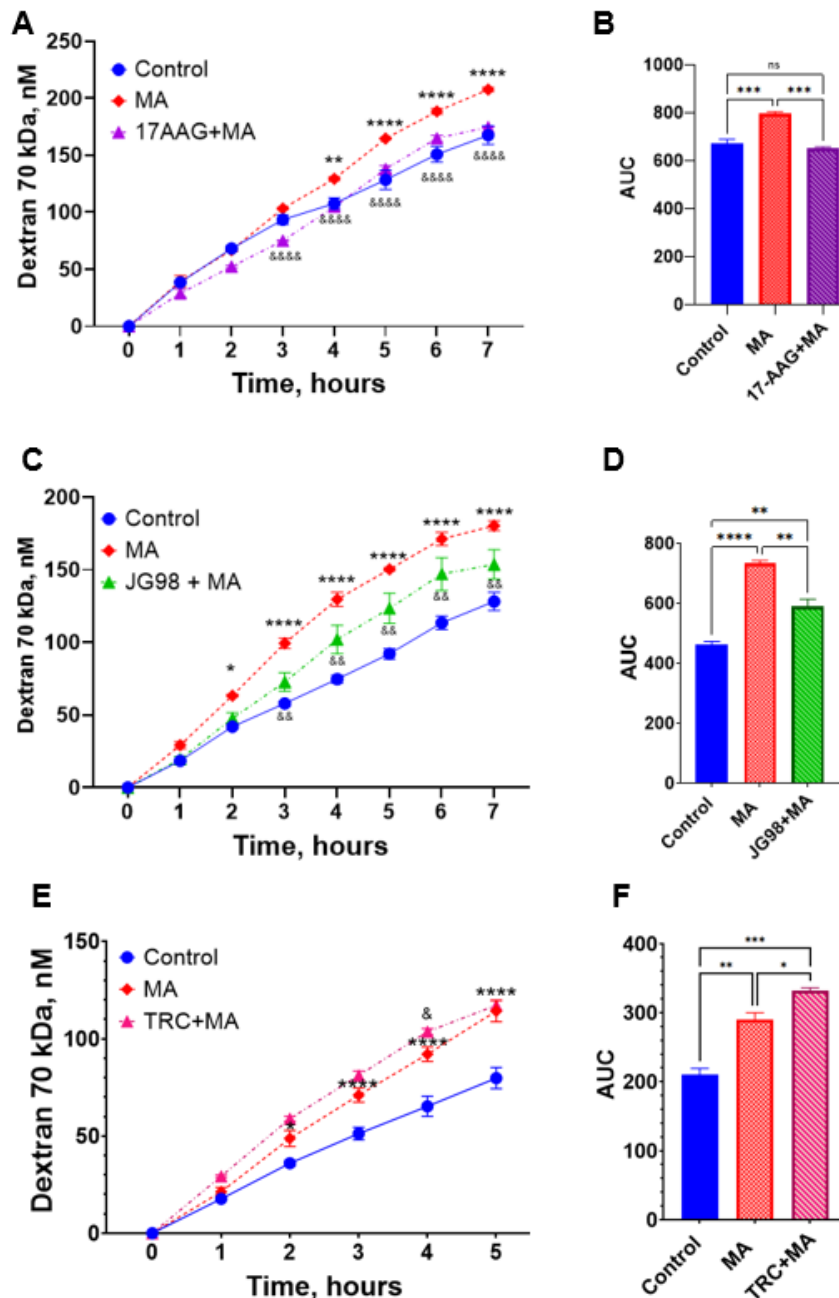 A
250
200
150
100
50
0
Dextran 70 kDa, nM
Control
MA
17AAG+MA
**
****
****
****
&&&&
&&&&
&&&&
&&&&
&&&&
0 1 2 3 4 5 6 7
Time, hours
B
1000
800
600
400
200
0
AUC
ns
*** ***
Control
MA
17-AAG+MA
C
200
150
100
50
0
Dextran 70 kDa, nM
Control
MA
JG98 + MA
*
****
****
****
****
****
&&
&&
&&
&&
&&
0 1 2 3 4 5 6 7
Time, hours
D
800
600
400
200
0
AUC
**
**** **
Control
MA
JG98+MA
E
150
100
50
0
Dextran 70 kDa, nM
Control
MA
TRC+MA
*
****
&
****
****
0 1 2 3 4 5
Time, hours
F
400
300
200
100
0
AUC
***
** *
Control
MA
TRC+MA